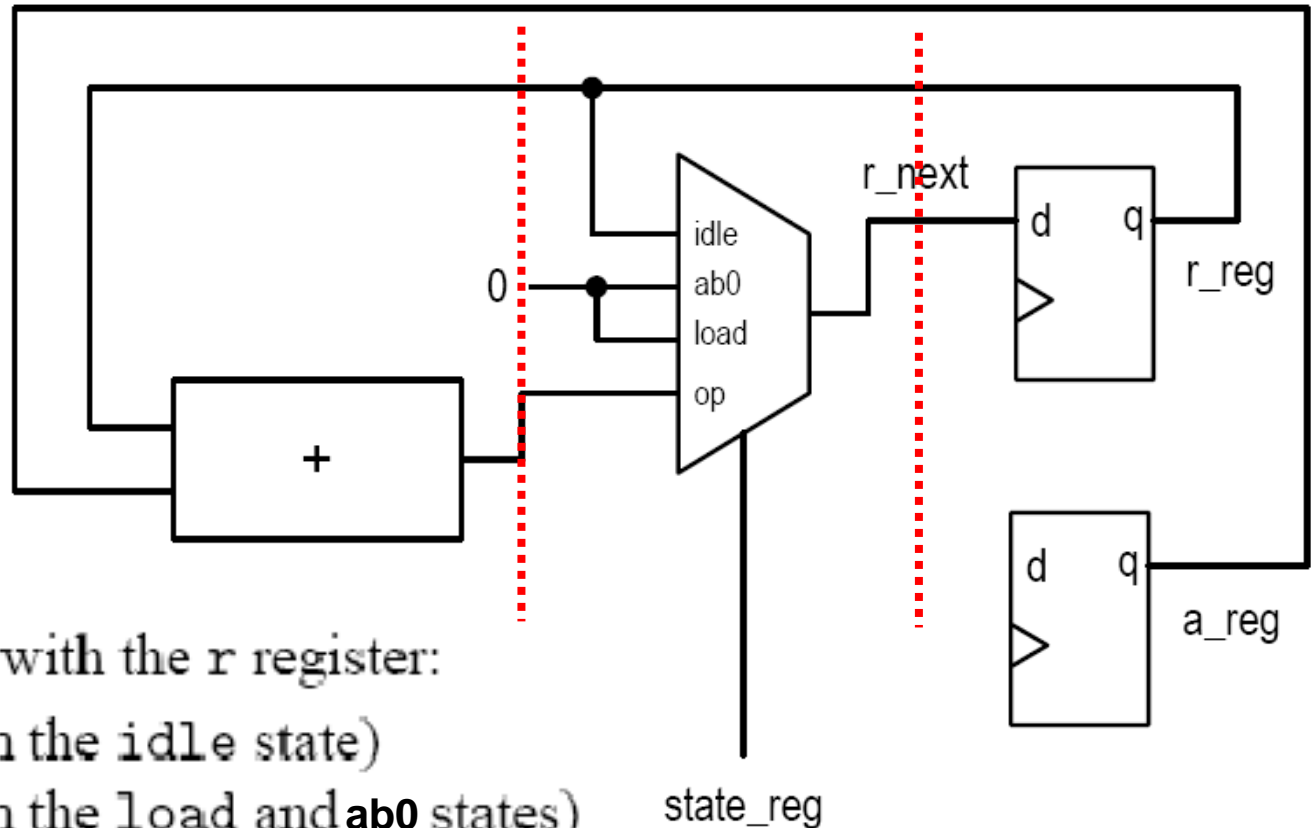 r_next
idle
ab0
load
op
0
d q
r_reg
+
d q
a_reg
with the r register:
the idle state)
the load and ab0 states)
state_reg